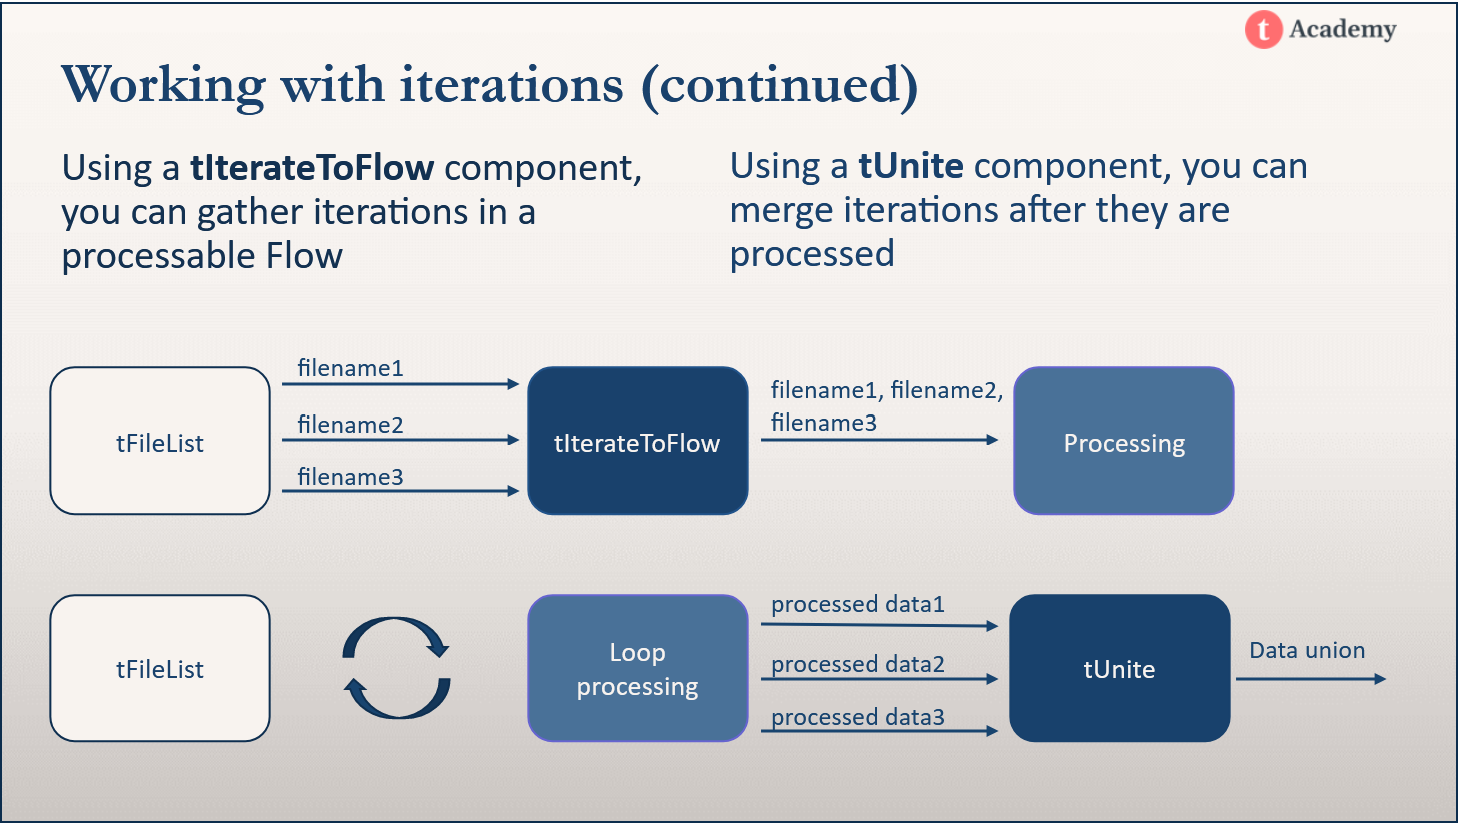 t Academy
Working with iterations (continued)
Using a tIterateToFlow component,
you can gather iterations in a
processable Flow
Using a tUnite component, you can
merge iterations after they are
processed
tFileList
filename1
filename2
filename3
tIterateToFlow
filename1, filename2,
filename3
Processing
tFileList
Loop
processing
processed data1
processed data2
processed data3
tUnite
Data union